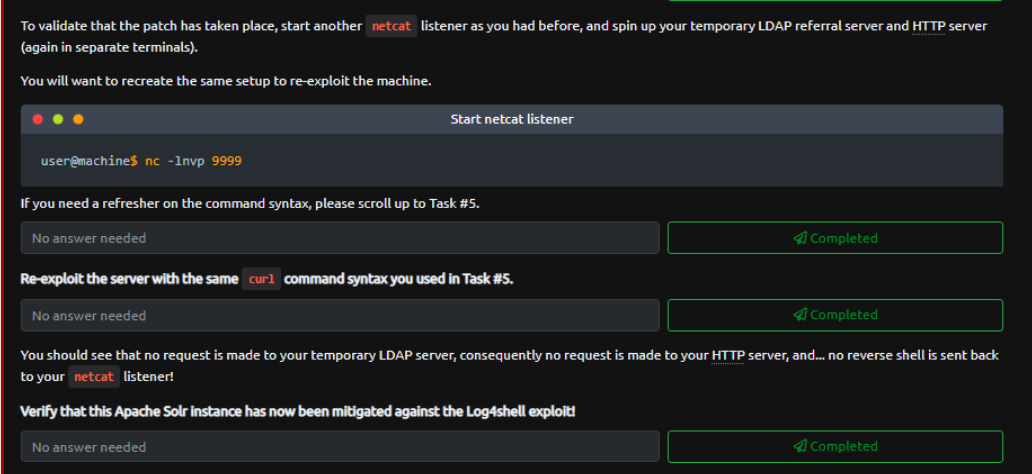 To validate that the patch has taken place, start another netcat listener as you had before, and spin up your temporary LDAP referral server and HTTP server
(again in separate terminals).
You will want to recreate the same setup to re-exploit the machine.
Start netcat listener
user@machine$ nc -lnvp 9999
If you need a refresher on the command syntax, please scroll up to Task #5.
No answer needed
Completed
Re-exploit the server with the same curl command syntax you used in Task #5.
No answer needed
Completed
You should see that no request is made to your temporary LDAP server, consequently no request is made to your HTTP server, and... no reverse shell is sent back
to your netcat listener!
Verify that this Apache Solr instance has now been mitigated against the Log4shell exploit!
No answer needed
Completed